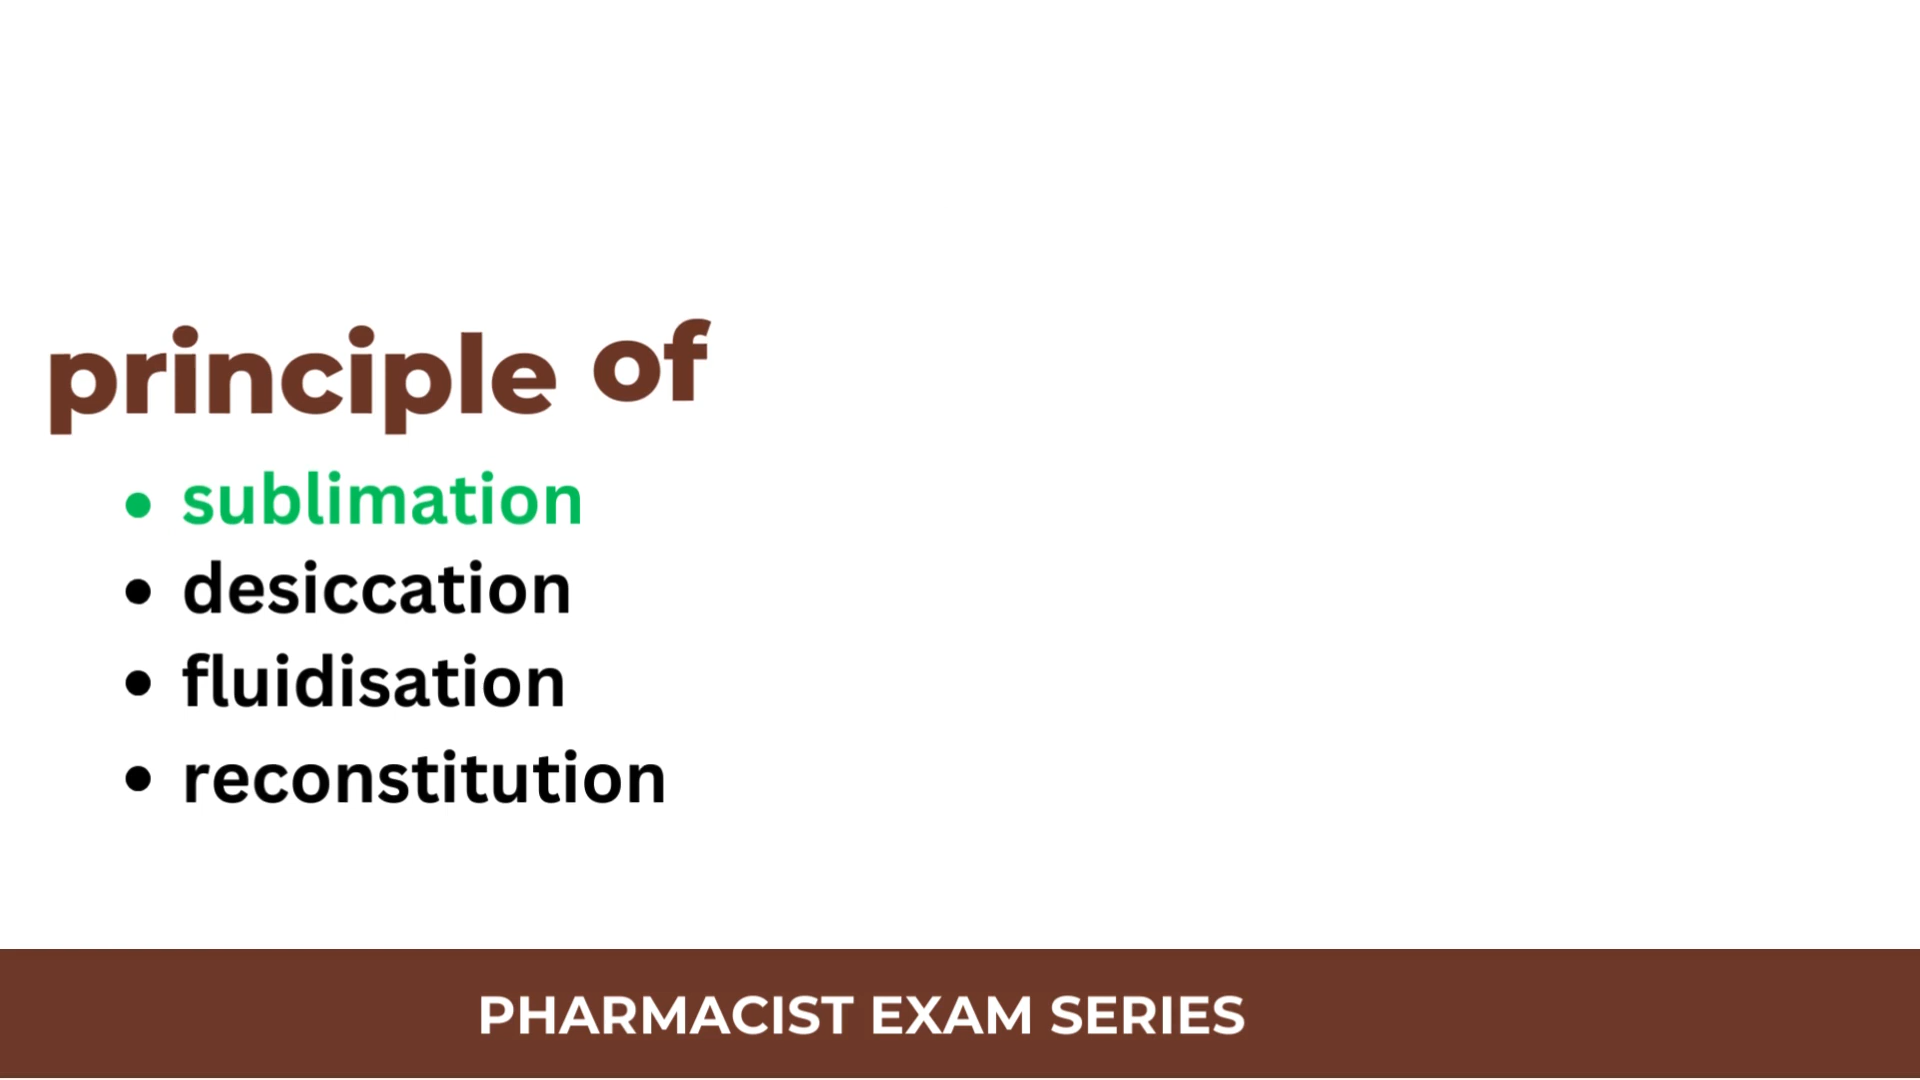 principle of
• sublimation
• desiccation
• fluidisation
• reconstitution
PHARMACIST EXAM SERIES